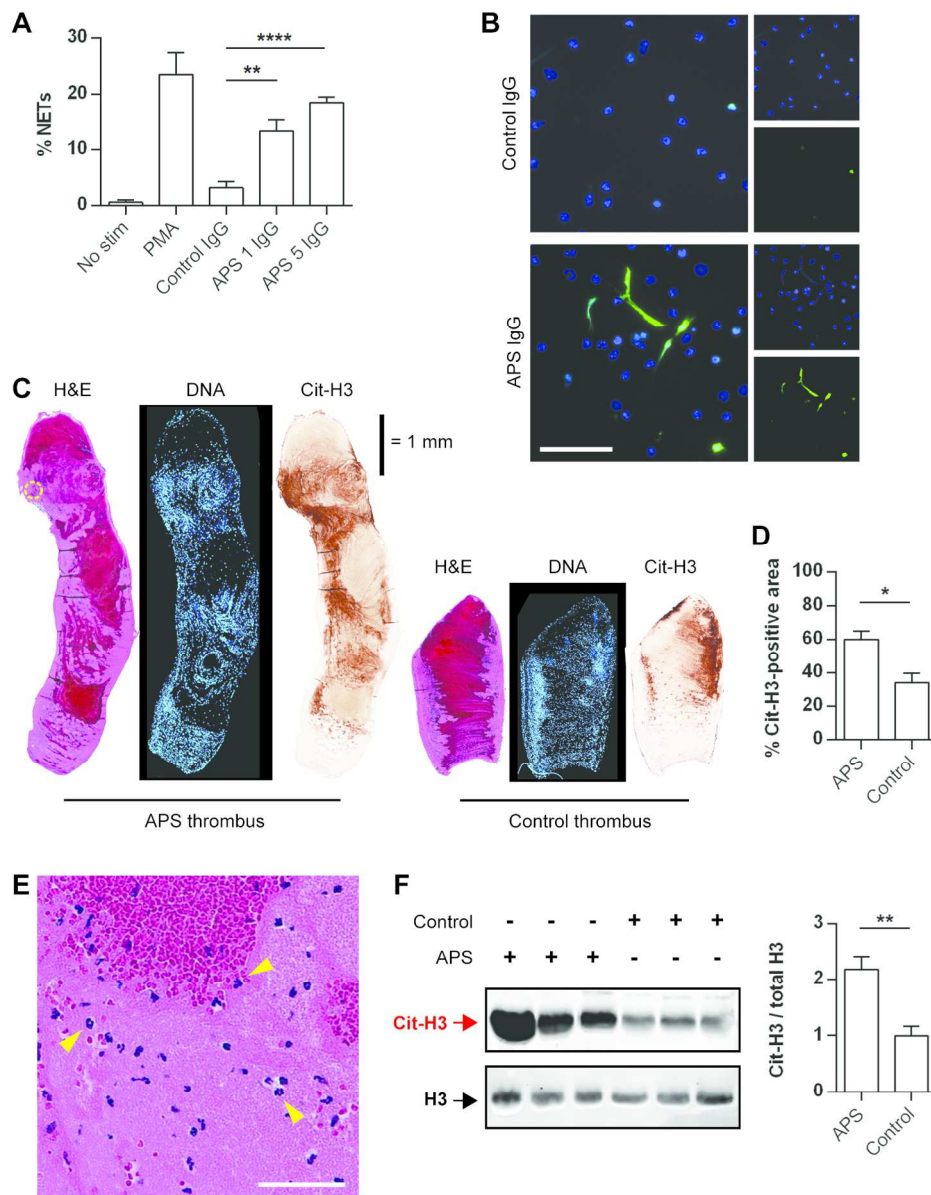 A
30
20
10
0
% NETs
****
**
No stim
PMA
Control IgG
APS 1 IgG
APS 5 IgG
B
Control IgG
APS IgG
C
H&E
DNA
Cit-H3
= 1 mm
APS thrombus
H&E
DNA
Cit-H3
Control thrombus
D
% Cit-H3-positive area
100
80
60
40
20
0
*
APS
Control
E
F
Control - - - + + +
APS + + + - - -
Cit-H3
H3
Cit-H3 / total H3
3
2
1
0
**
APS
Control